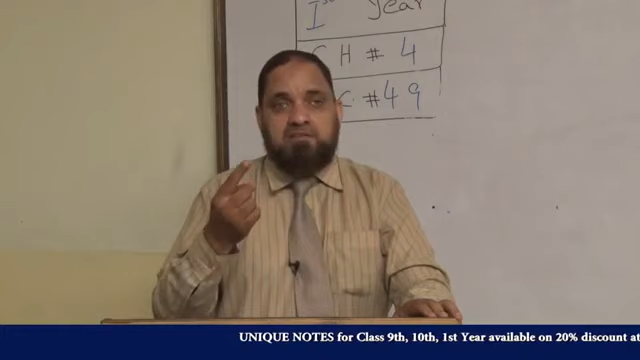 Ist year
CH # 4
C # 49
UNIQUE NOTES for Class 9th, 10th, 1st Year available on 20% discount at